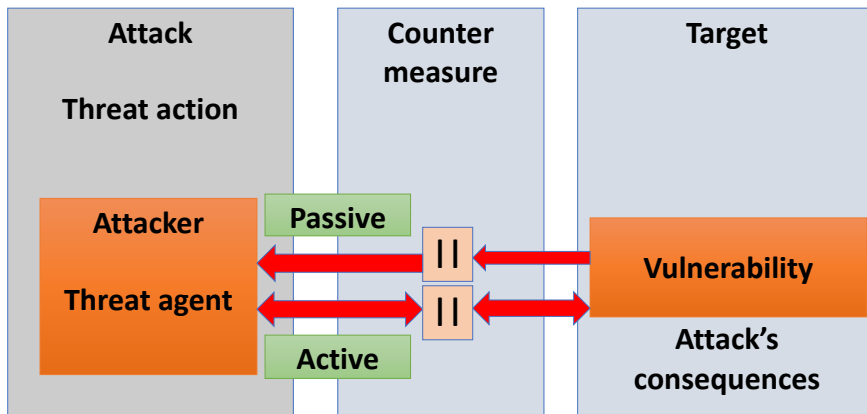 Attack
Threat action
Counter
measure
Target
Passive
Attacker
Threat agent
||
||
Vulnerability
Active
Attack’s
consequences